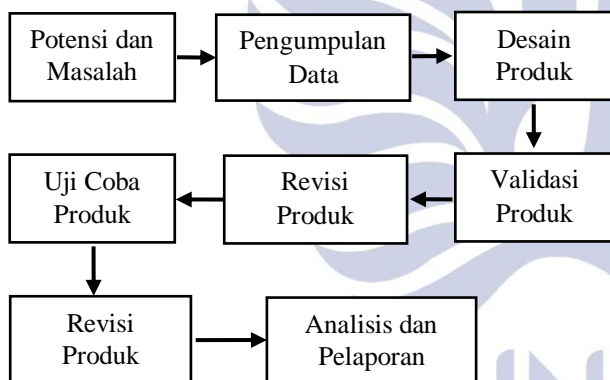 Potensi dan
Masalah
Pengumpulan
Data
Desain
Produk
Uji Coba
Produk
Revisi
Produk
Validasi
Produk
Revisi
Produk
Analisis dan
Pelaporan